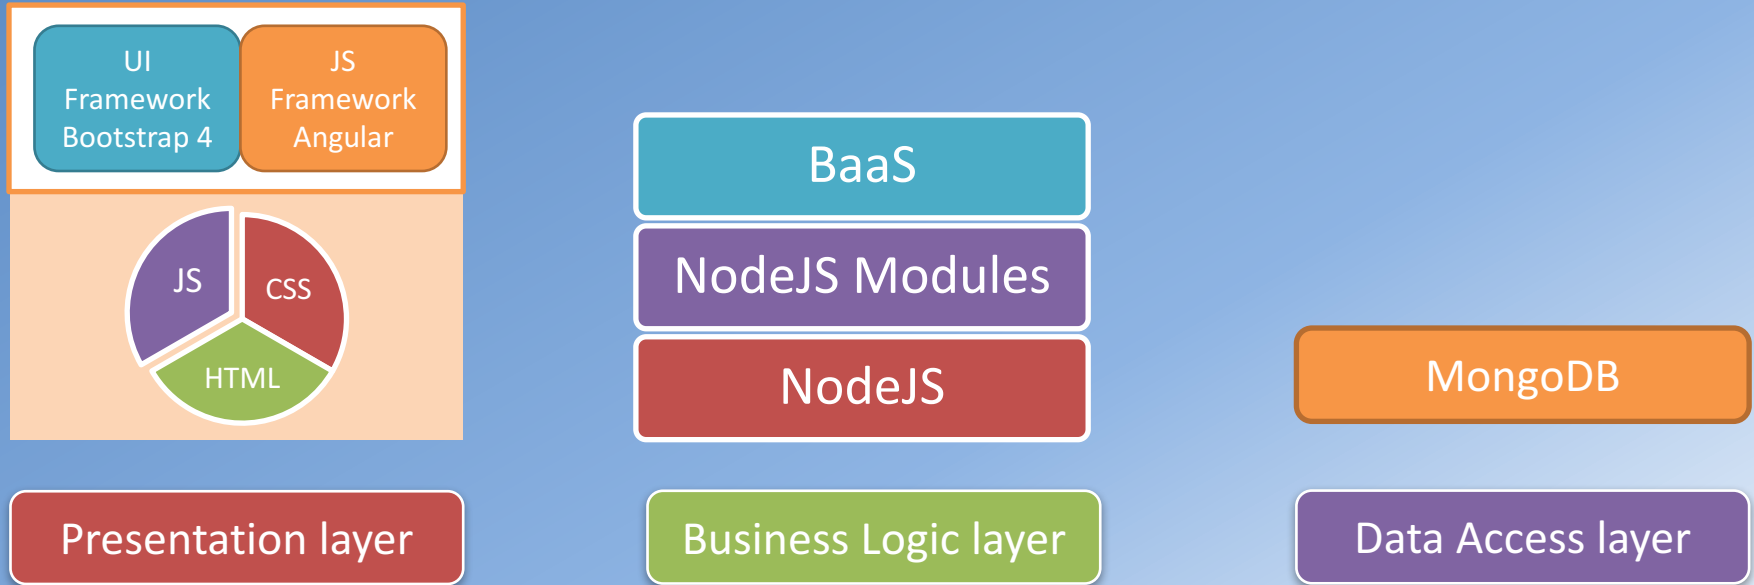 UI
Framework
Bootstrap 4
JS
Framework
Angular
JS
CSS
HTML
Presentation layer
BaaS
NodeJS Modules
NodeJS
Business Logic layer
MongoDB
Data Access layer